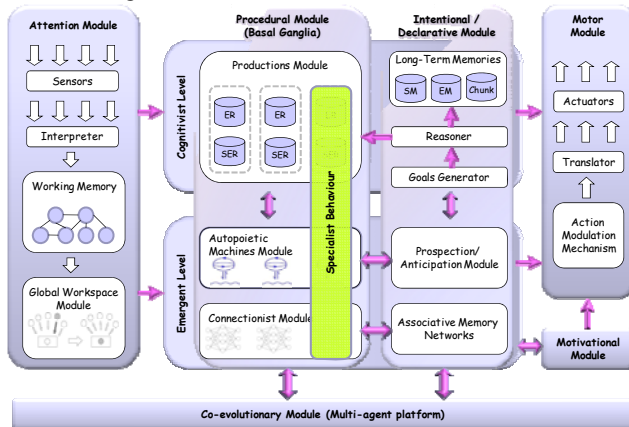 Attention Module
Sensors
Interpreter
Working Memory
Global Workspace
Module
Cognitivist Level
Emergent Level
Procedural Module
(Basal Ganglia)
Productions Module
ER
ER
ER
SER
SER
SER
Specialist Behaviour
Autopoietic
Machines Module
Connectionist Module
Intentional /
Declarative Module
Long-Term Memories
SM
EM
Chunk
Reasoner
Goals Generator
Prospection/
Anticipation Module
Associative Memory
Networks
Motor
Module
Actuators
Translator
Action
Modulation
Mechanism
Motivational
Module
Co-evolutionary Module (Multi-agent platform)